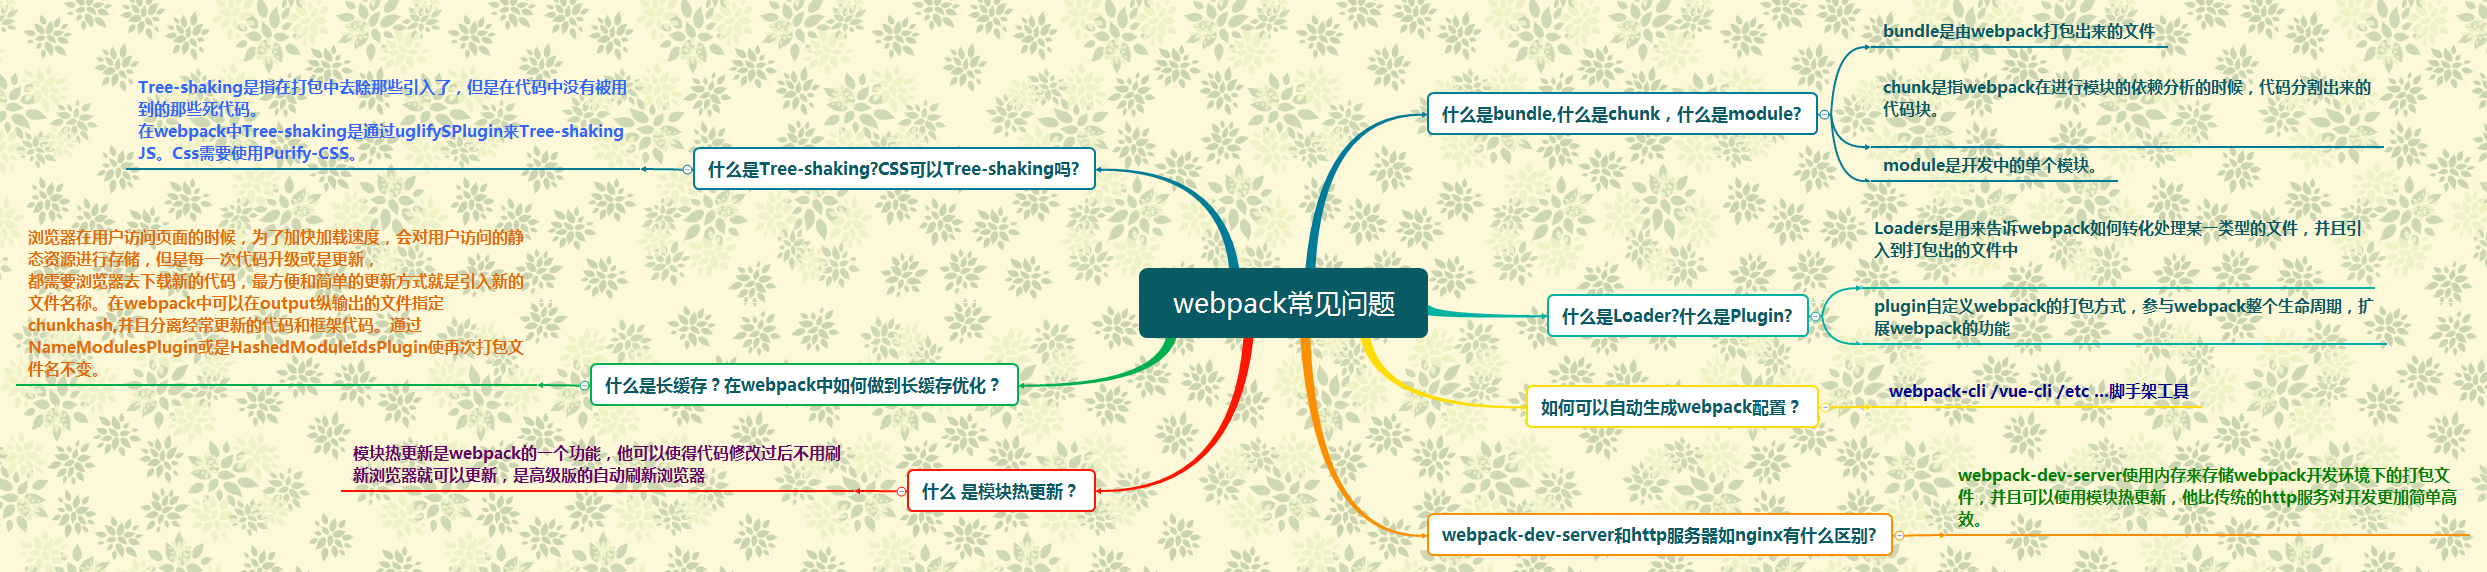 webpack常见问题
什么是bundle,什么是chunk，什么是module?
bundle是由webpack打包出来的文件
chunk是指webpack在进行模块的依赖分析的时候，代码分割出来的
代码块。
module是开发中的单个模块。
什么是Loader?什么是Plugin?
Loaders是用来告诉webpack如何转化处理某一类型的文件，并且引
入到打包出的文件中
plugin自定义webpack的打包方式，参与webpack整个生命周期，扩
展webpack的功能
如何可以自动生成webpack配置？
webpack-cli /vue-cli /etc ...脚手架工具
webpack-dev-server和http服务器如nginx有什么区别?
webpack-dev-server使用内存来存储webpack开发环境下的打包文
件，并且可以使用模块热更新，他比传统的http服务对开发更加简单高
效。
什么 是模块热更新？
模块热更新是webpack的一个功能，他可以使得代码修改过后不用刷
新浏览器就可以更新，是高级版的自动刷新浏览器
什么是长缓存？在webpack中如何做到长缓存优化？
浏览器在用户访问页面的时候，为了加快加载速度，会对用户访问的静
态资源进行存储，但是每一次代码升级或是更新，
都需要浏览器去下载新的代码，最方便和简单的更新方式就是引入新的
文件名称。在webpack中可以在output纵输出的文件指定
chunkhash,并且分离经常更新的代码和框架代码。通过
NameModulesPlugin或是HashedModuleIdsPlugin使再次打包文
件名不变。
什么是Tree-shaking?CSS可以Tree-shaking吗?
Tree-shaking是指在打包中去除那些引入了，但是在代码中没有被用
到的那些死代码。
在webpack中Tree-shaking是通过uglifySPlugin来Tree-shaking
JS。Css需要使用Purify-CSS。